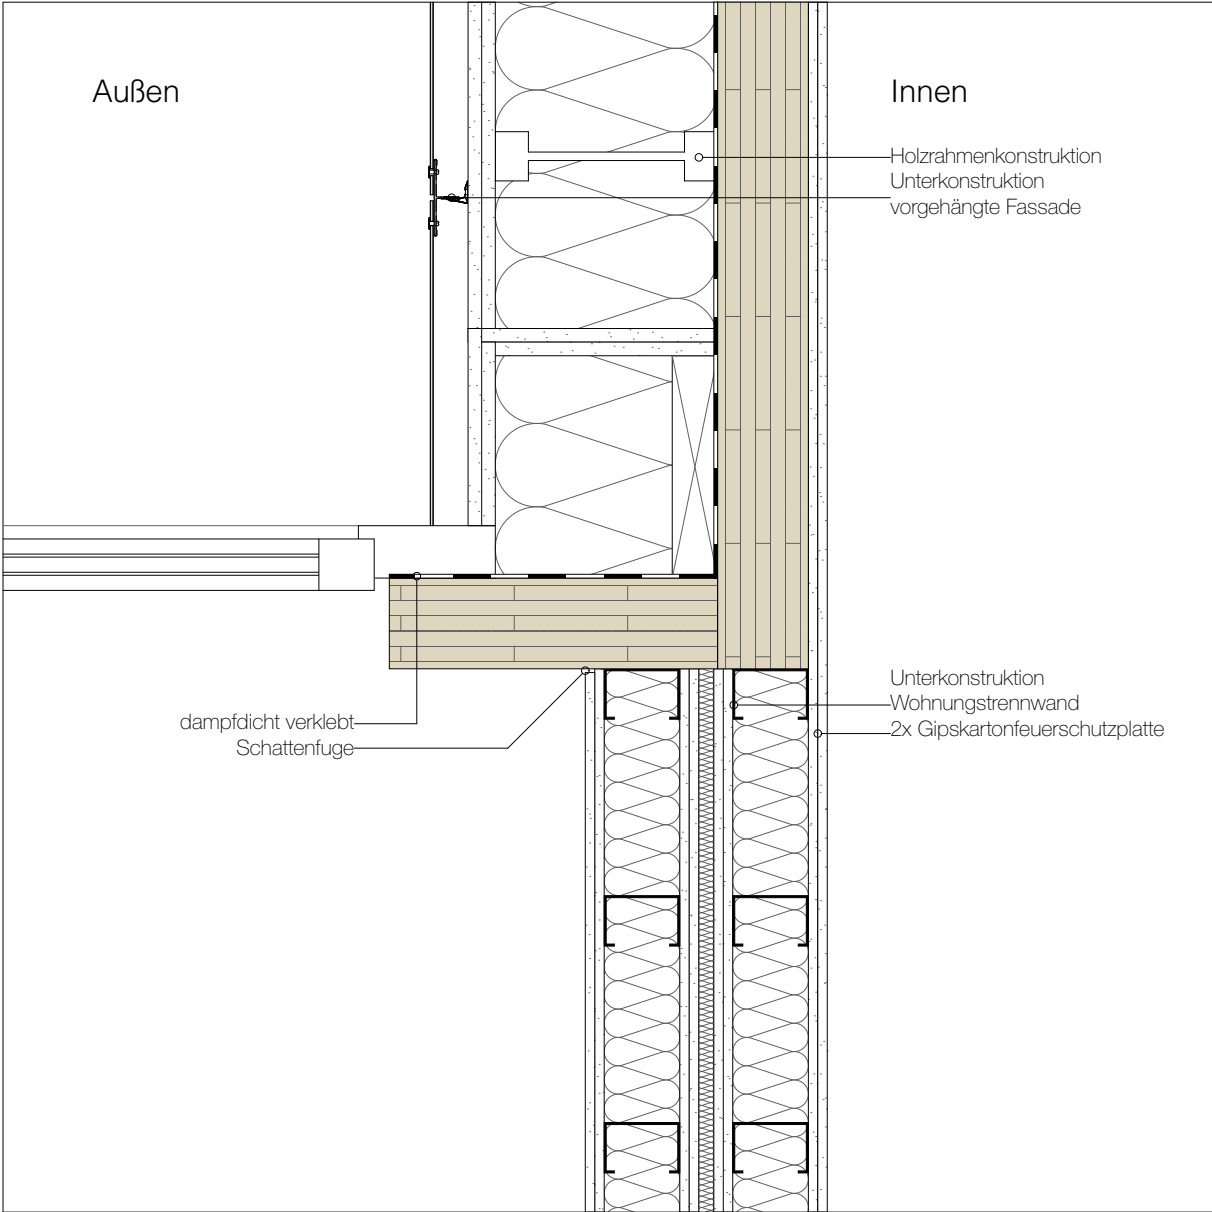 Außen
Innen
Holzrahmenkonstruktion
Unterkonstruktion
vorgehängte Fassade
Unterkonstruktion
Wohnungstrennwand
2x Gipskartonfeuerschutzplatte
dampfdicht verklebt
Schattenfuge